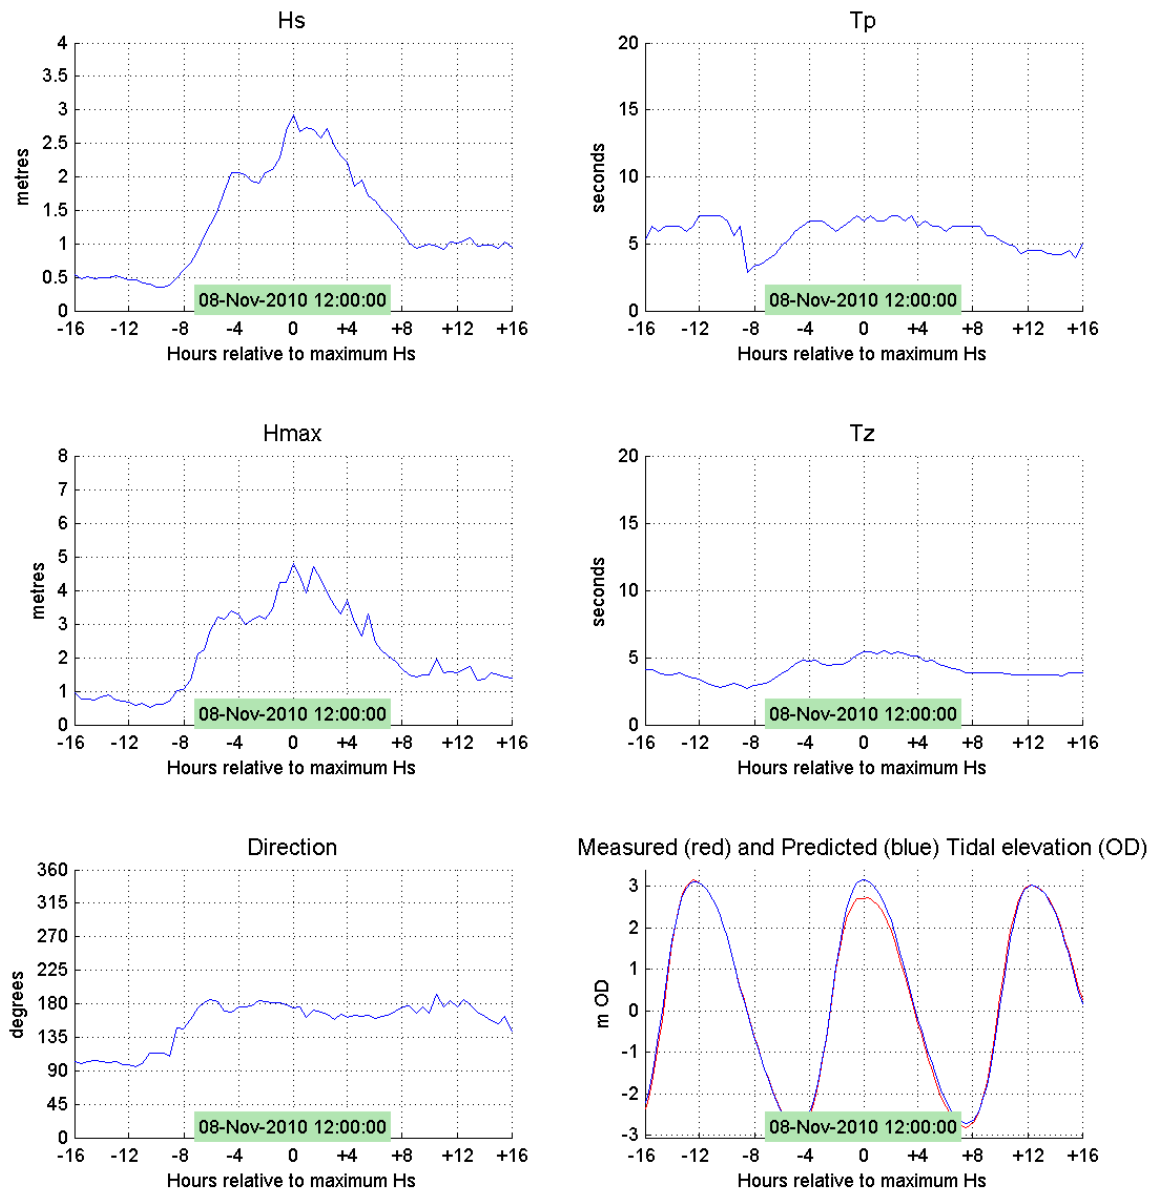 Hs
4
3.5
3
2.5
2
1.5
1
0.5
0
metres
08-Nov-2010 12:00:00
-16 -12 -8 -4 0 +4 +8 +12 +16
Hours relative to maximum Hs
Tp
20
15
10
5
0
seconds
08-Nov-2010 12:00:00
-16 -12 -8 -4 0 +4 +8 +12 +16
Hours relative to maximum Hs
Hmax
8
7
6
5
4
3
2
1
0
metres
08-Nov-2010 12:00:00
-16 -12 -8 -4 0 +4 +8 +12 +16
Hours relative to maximum Hs
Tz
20
15
10
5
0
seconds
08-Nov-2010 12:00:00
-16 -12 -8 -4 0 +4 +8 +12 +16
Hours relative to maximum Hs
Direction
360
315
270
225
180
135
90
45
0
degrees
08-Nov-2010 12:00:00
-16 -12 -8 -4 0 +4 +8 +12 +16
Hours relative to maximum Hs
Measured (red) and Predicted (blue) Tidal elevation (OD)
3
2
1
0
-1
-2
-3
m OD
08-Nov-2010 12:00:00
-16 -12 -8 -4 0 +4 +8 +12 +16
Hours relative to maximum Hs